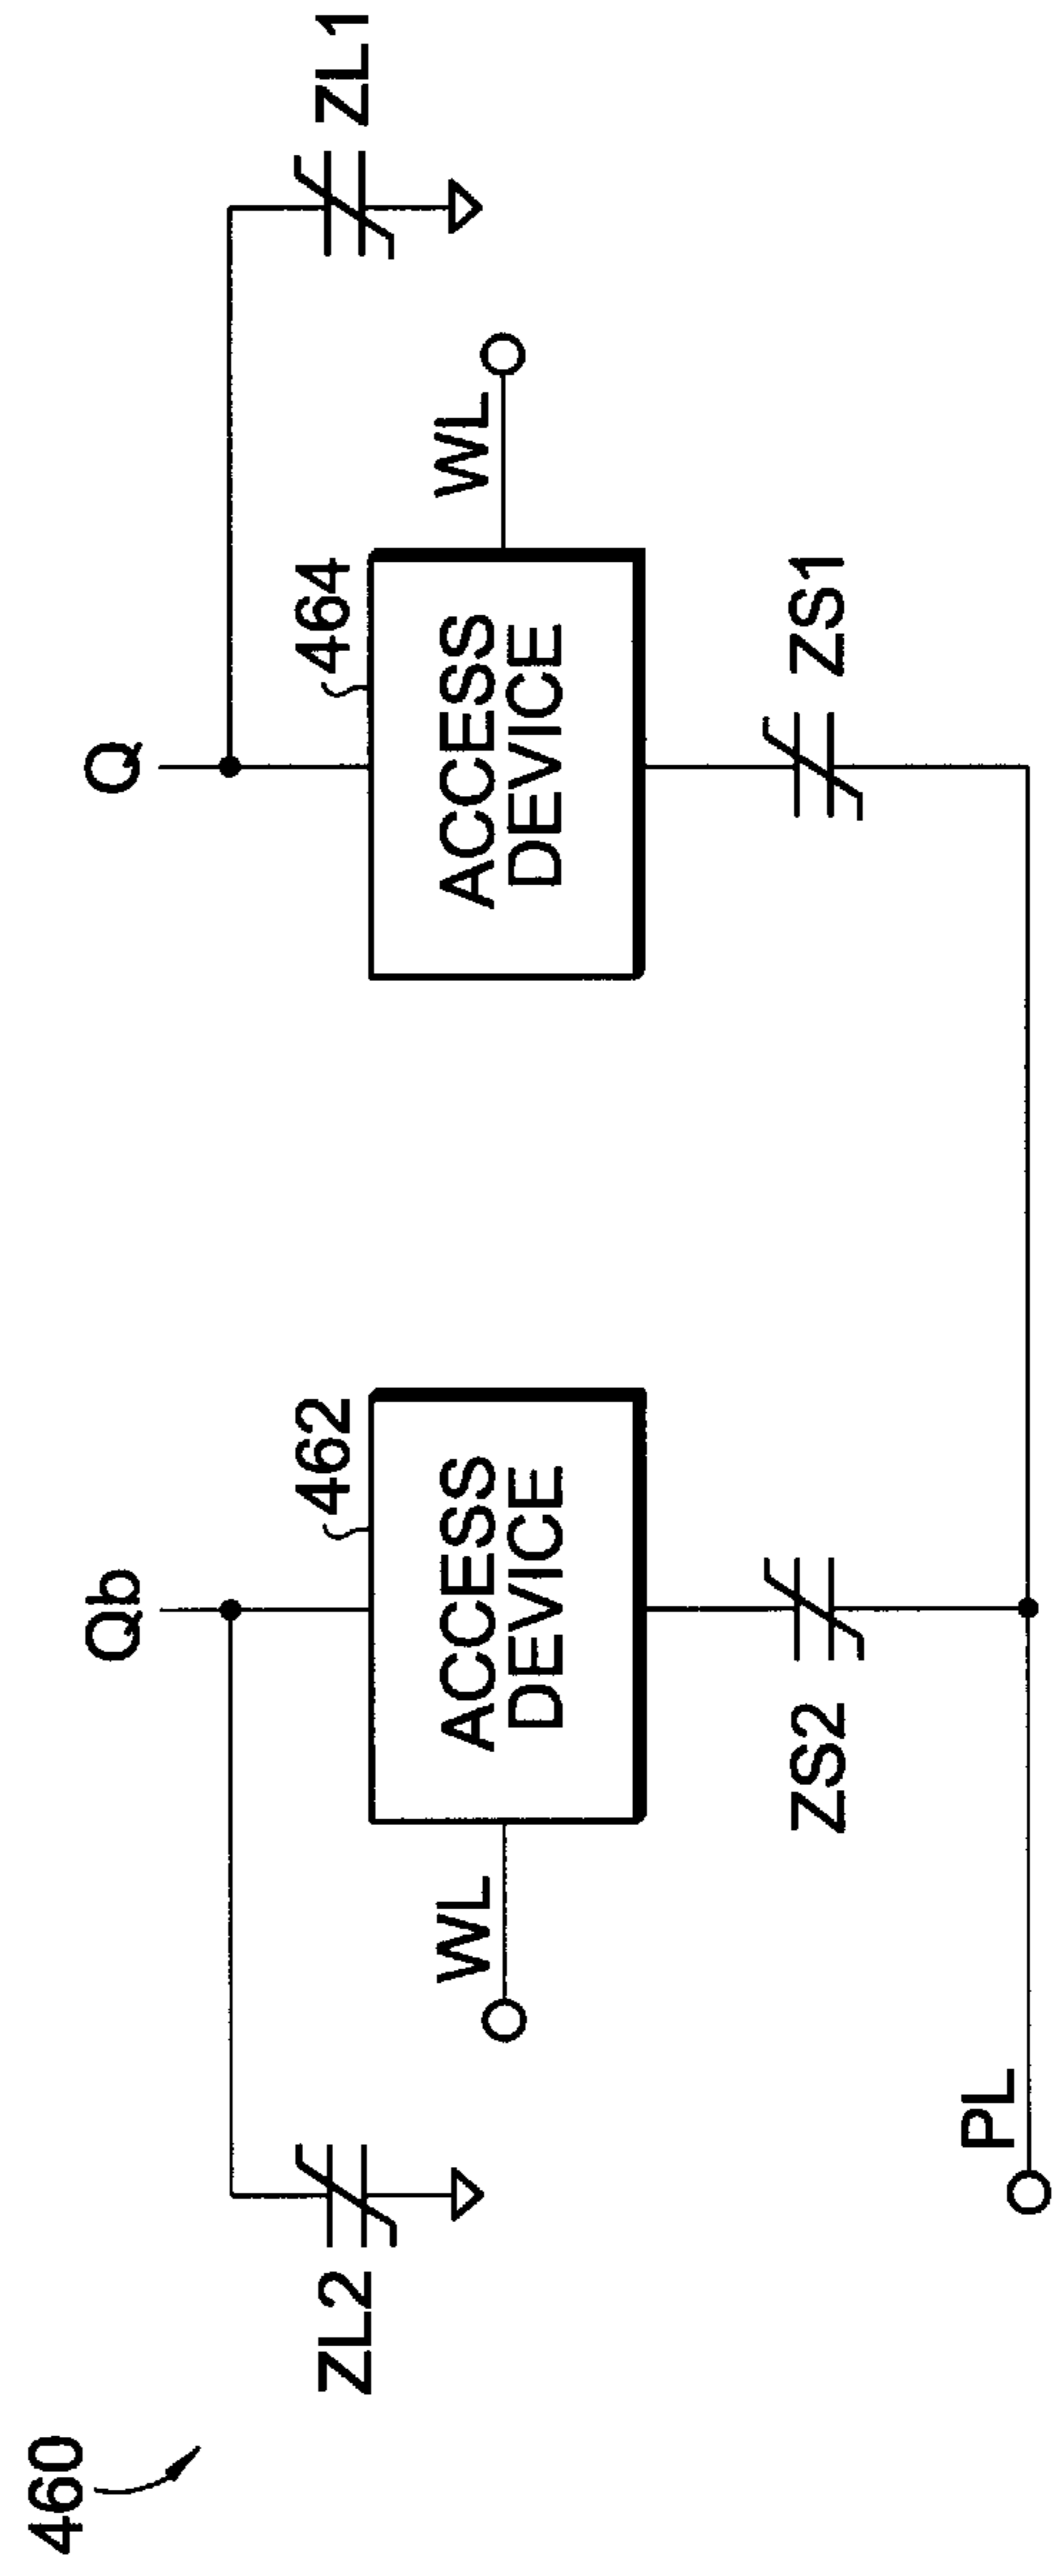 460
Qb
Q
ZL2
462
464
ZL1
WL
ACCESS
DEVICE
ACCESS
DEVICE
WL
ZS2
ZS1
PL